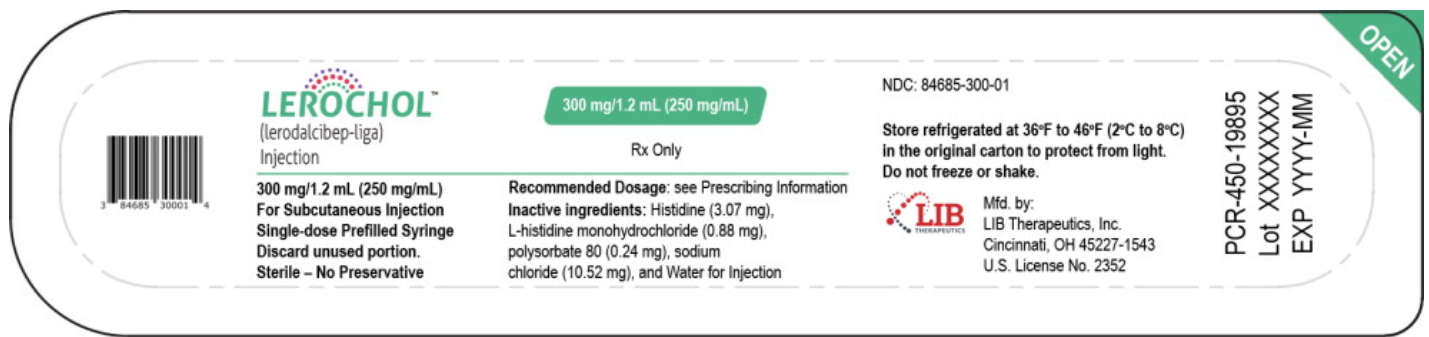 LEROCHOL™
(lerodalcibep-liga)
Injection
300 mg/1.2 mL (250 mg/mL)
For Subcutaneous Injection
Single-dose Prefilled Syringe
Discard unused portion.
Sterile – No Preservative
3 84685 30001 4
300 mg/1.2 mL (250 mg/mL)
Rx Only
Recommended Dosage: see Prescribing Information
Inactive ingredients: Histidine (3.07 mg),
L-histidine monohydrochloride (0.88 mg),
polysorbate 80 (0.24 mg), sodium
chloride (10.52 mg), and Water for Injection
NDC: 84685-300-01
Store refrigerated at 36°F to 46°F (2°C to 8°C)
in the original carton to protect from light.
Do not freeze or shake.
LIB
THERAPEUTICS
Mfd. by:
LIB Therapeutics, Inc.
Cincinnati, OH 45227-1543
U.S. License No. 2352
PCR-450-19895
Lot XXXXXXX
EXP YYYY-MM
OPEN